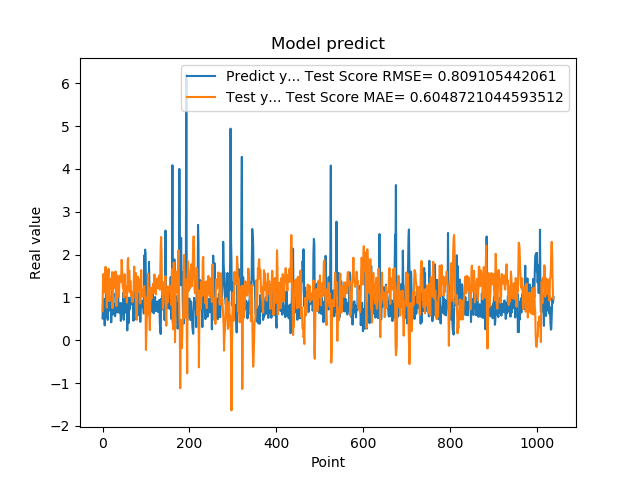 Model predict
Predict y... Test Score RMSE= 0.809105442061
Test y... Test Score MAE= 0.6048721044593512
Real value
6
5
4
3
2
1
0
−1
−2
0 200 400 600 800 1000
Point